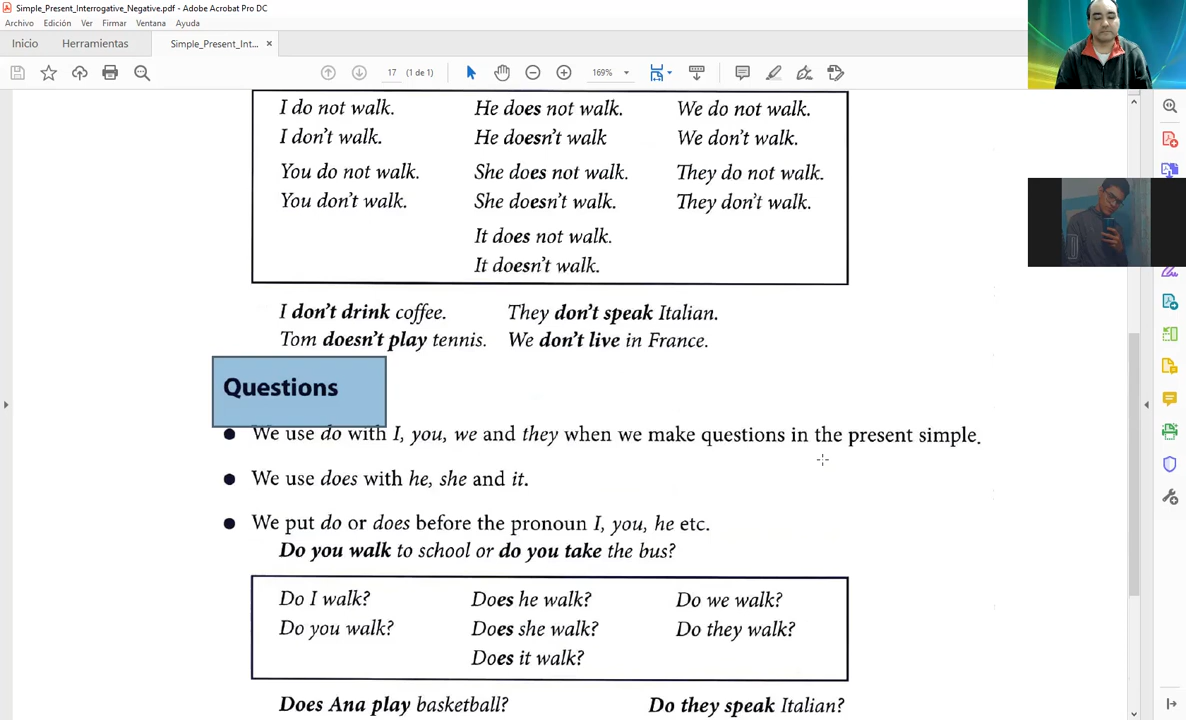 Simple_Present_Interrogative_Negative.pdf - Adobe Acrobat Pro DC
Archivo Edición Ver Firmar Ventana Ayuda
Inicio Herramientas Simple_Present_Int... ×
17 (1 de 1) 169%
I do not walk. He does not walk. We do not walk.
I don't walk. He doesn't walk We don't walk.
You do not walk. She does not walk. They do not walk.
You don't walk. She doesn't walk. They don't walk.
It does not walk.
It doesn't walk.
I don't drink coffee. They don't speak Italian.
Tom doesn't play tennis. We don't live in France.
Questions
● We use do with I, you, we and they when we make questions in the present simple.
● We use does with he, she and it.
● We put do or does before the pronoun I, you, he etc.
Do you walk to school or do you take the bus?
Do I walk? Does he walk? Do we walk?
Do you walk? Does she walk? Do they walk?
Does it walk?
Does Ana play basketball? Do they speak Italian?